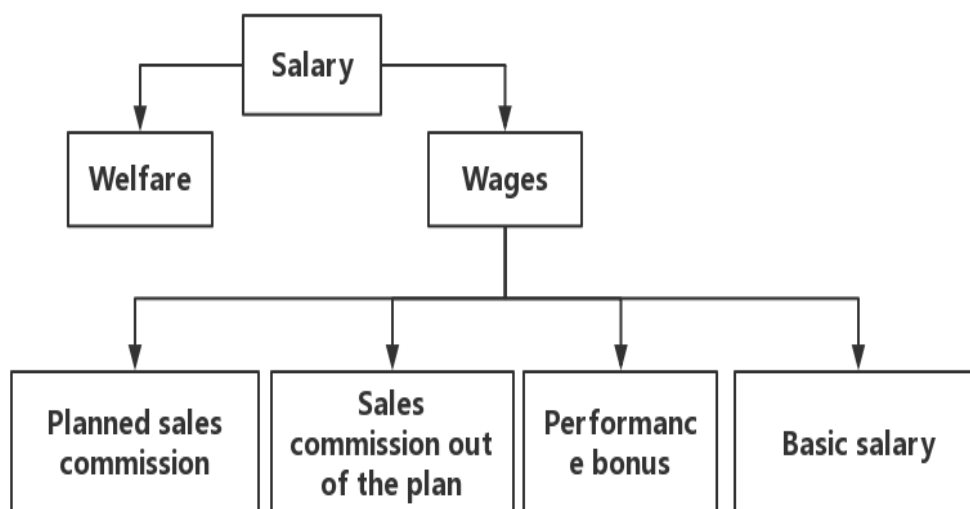 Salary
Welfare
Wages
Planned sales
commission
Sales
commission out
of the plan
Performanc
e bonus
Basic salary